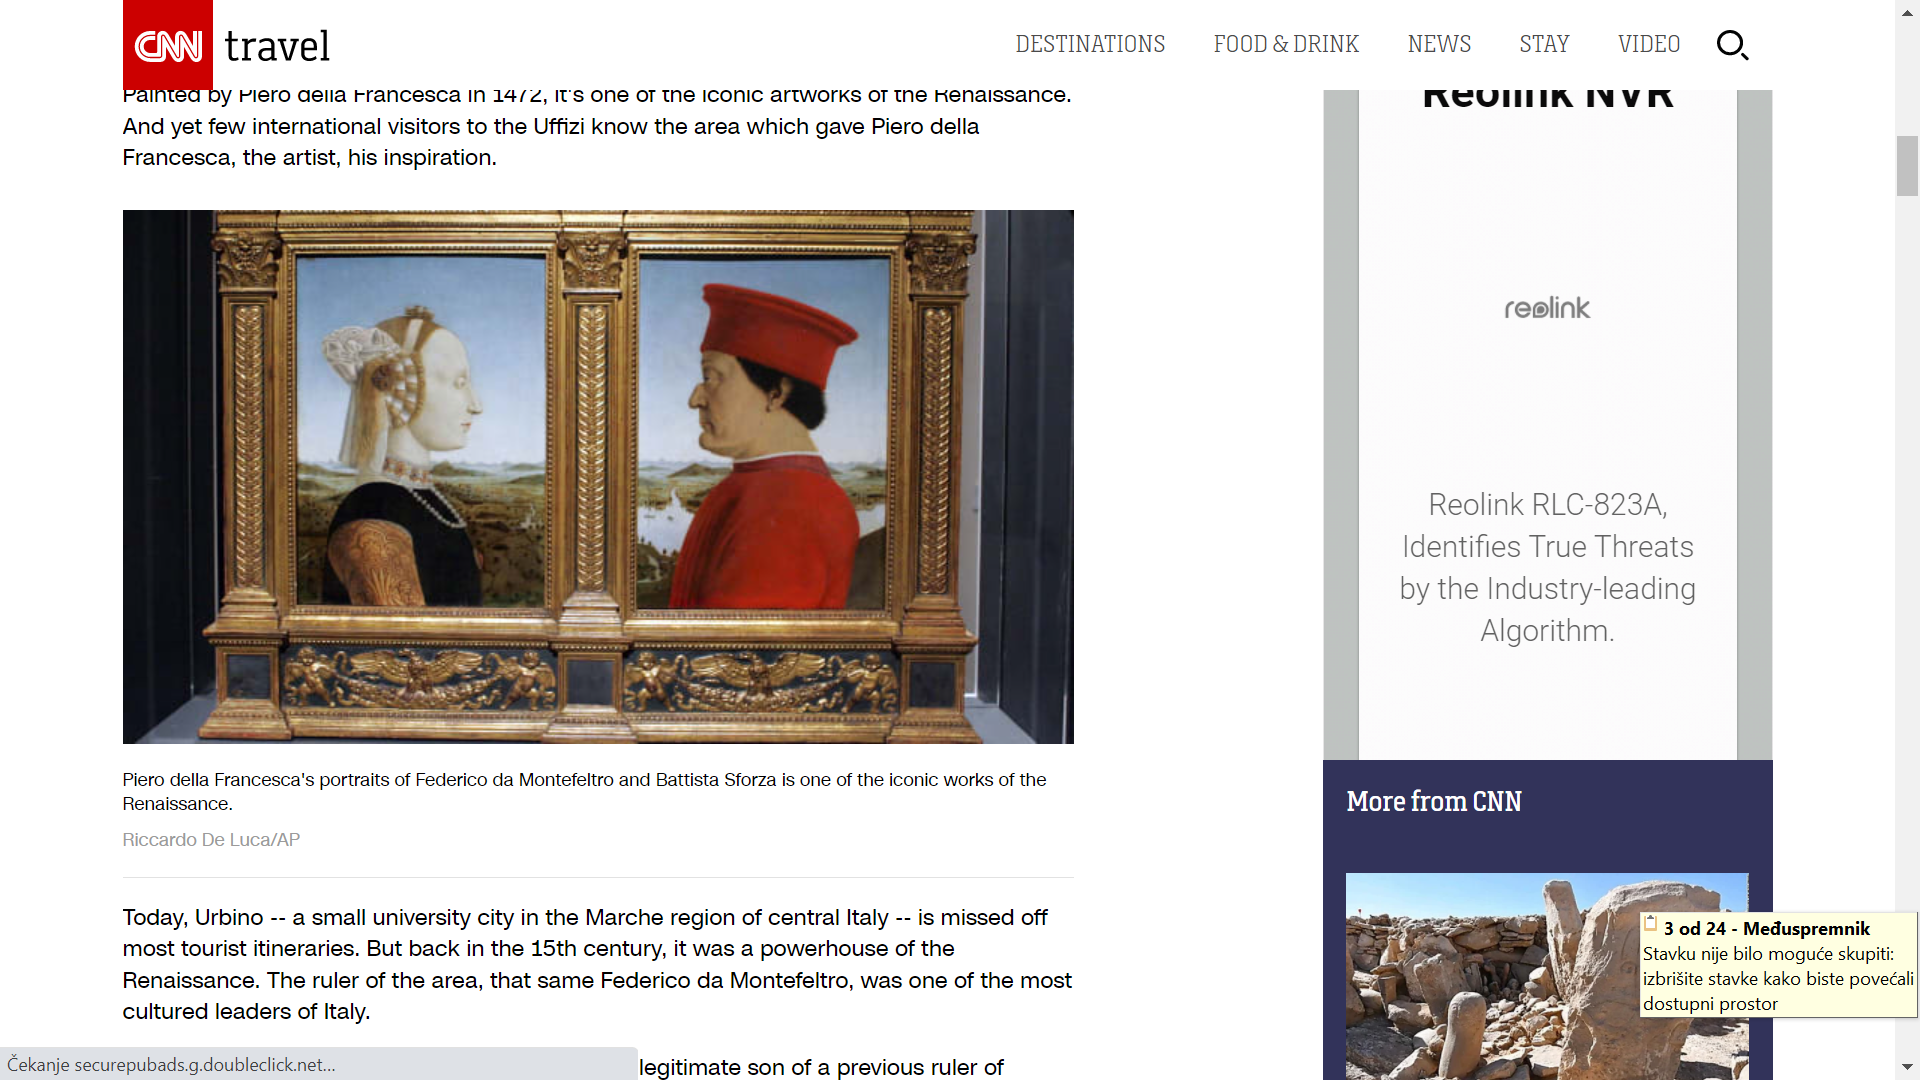 CNN travel
DESTINATIONS
FOOD & DRINK
NEWS
STAY
VIDEO
Painted by Piero della Francesca in 1472, it's one of the iconic artworks of the Renaissance.
And yet few international visitors to the Uffizi know the area which gave Piero della
Francesca, the artist, his inspiration.
Piero della Francesca's portraits of Federico da Montefeltro and Battista Sforza is one of the iconic works of the
Renaissance.
Riccardo De Luca/AP
Today, Urbino -- a small university city in the Marche region of central Italy -- is missed off
most tourist itineraries. But back in the 15th century, it was a powerhouse of the
Renaissance. The ruler of the area, that same Federico da Montefeltro, was one of the most
cultured leaders of Italy.
legitimate son of a previous ruler of
Čekanje securepubads.g.doubleclick.net...
Reolink NVR
reolink
Reolink RLC-823A,
Identifies True Threats
by the Industry-leading
Algorithm.
More from CNN
3 od 24 - Međuspremnik
Stavku nije bilo moguće skupiti:
izbrišite stavke kako biste povećali
dostupni prostor